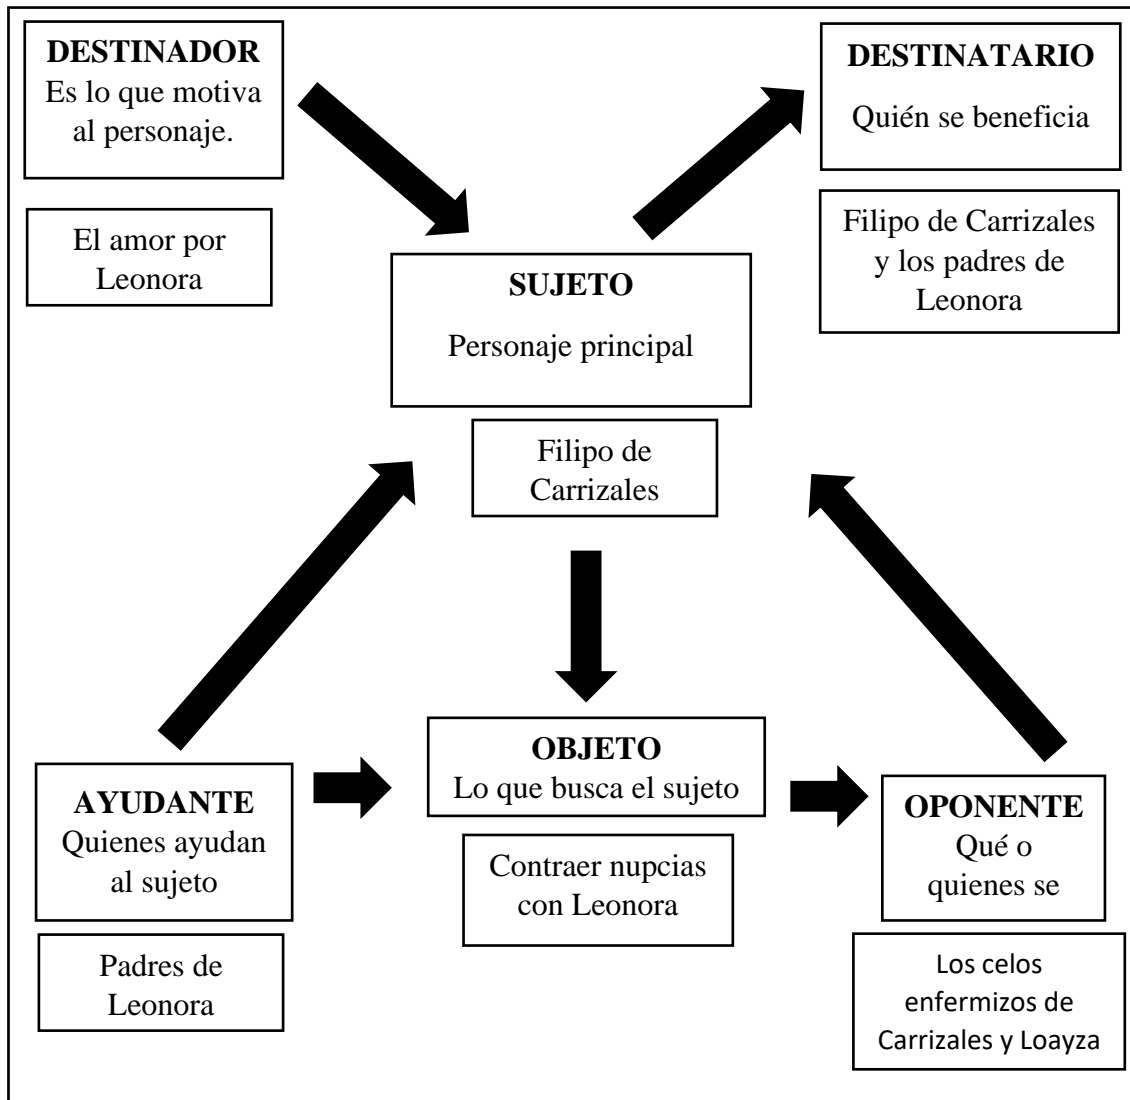 DESTINADOR
Es lo que motiva
al personaje.
El amor por
Leonora
DESTINATARIO
Quién se beneficia
Filipo de Carrizales
y los padres de
Leonora
SUJETO
Personaje principal
Filipo de
Carrizales
AYUDANTE
Quienes ayudan
al sujeto
Padres de
Leonora
OBJETO
Lo que busca el sujeto
Contraer nupcias
con Leonora
OPONENTE
Qué o
quienes se
Los celos
enfermizos de
Carrizales y Loayza